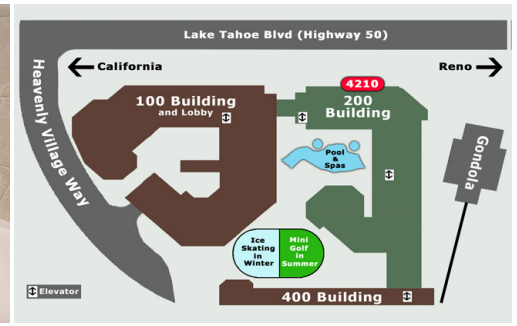 Lake Tahoe Blvd (Highway 50)
California
Reno
4210
100 Building
and Lobby
200
Building
Heavenly Village Way
Gondola
Pool
&
Spas
Ice
Skating
in
Winter
Mini
Golf
in
Summer
Elevator
400 Building